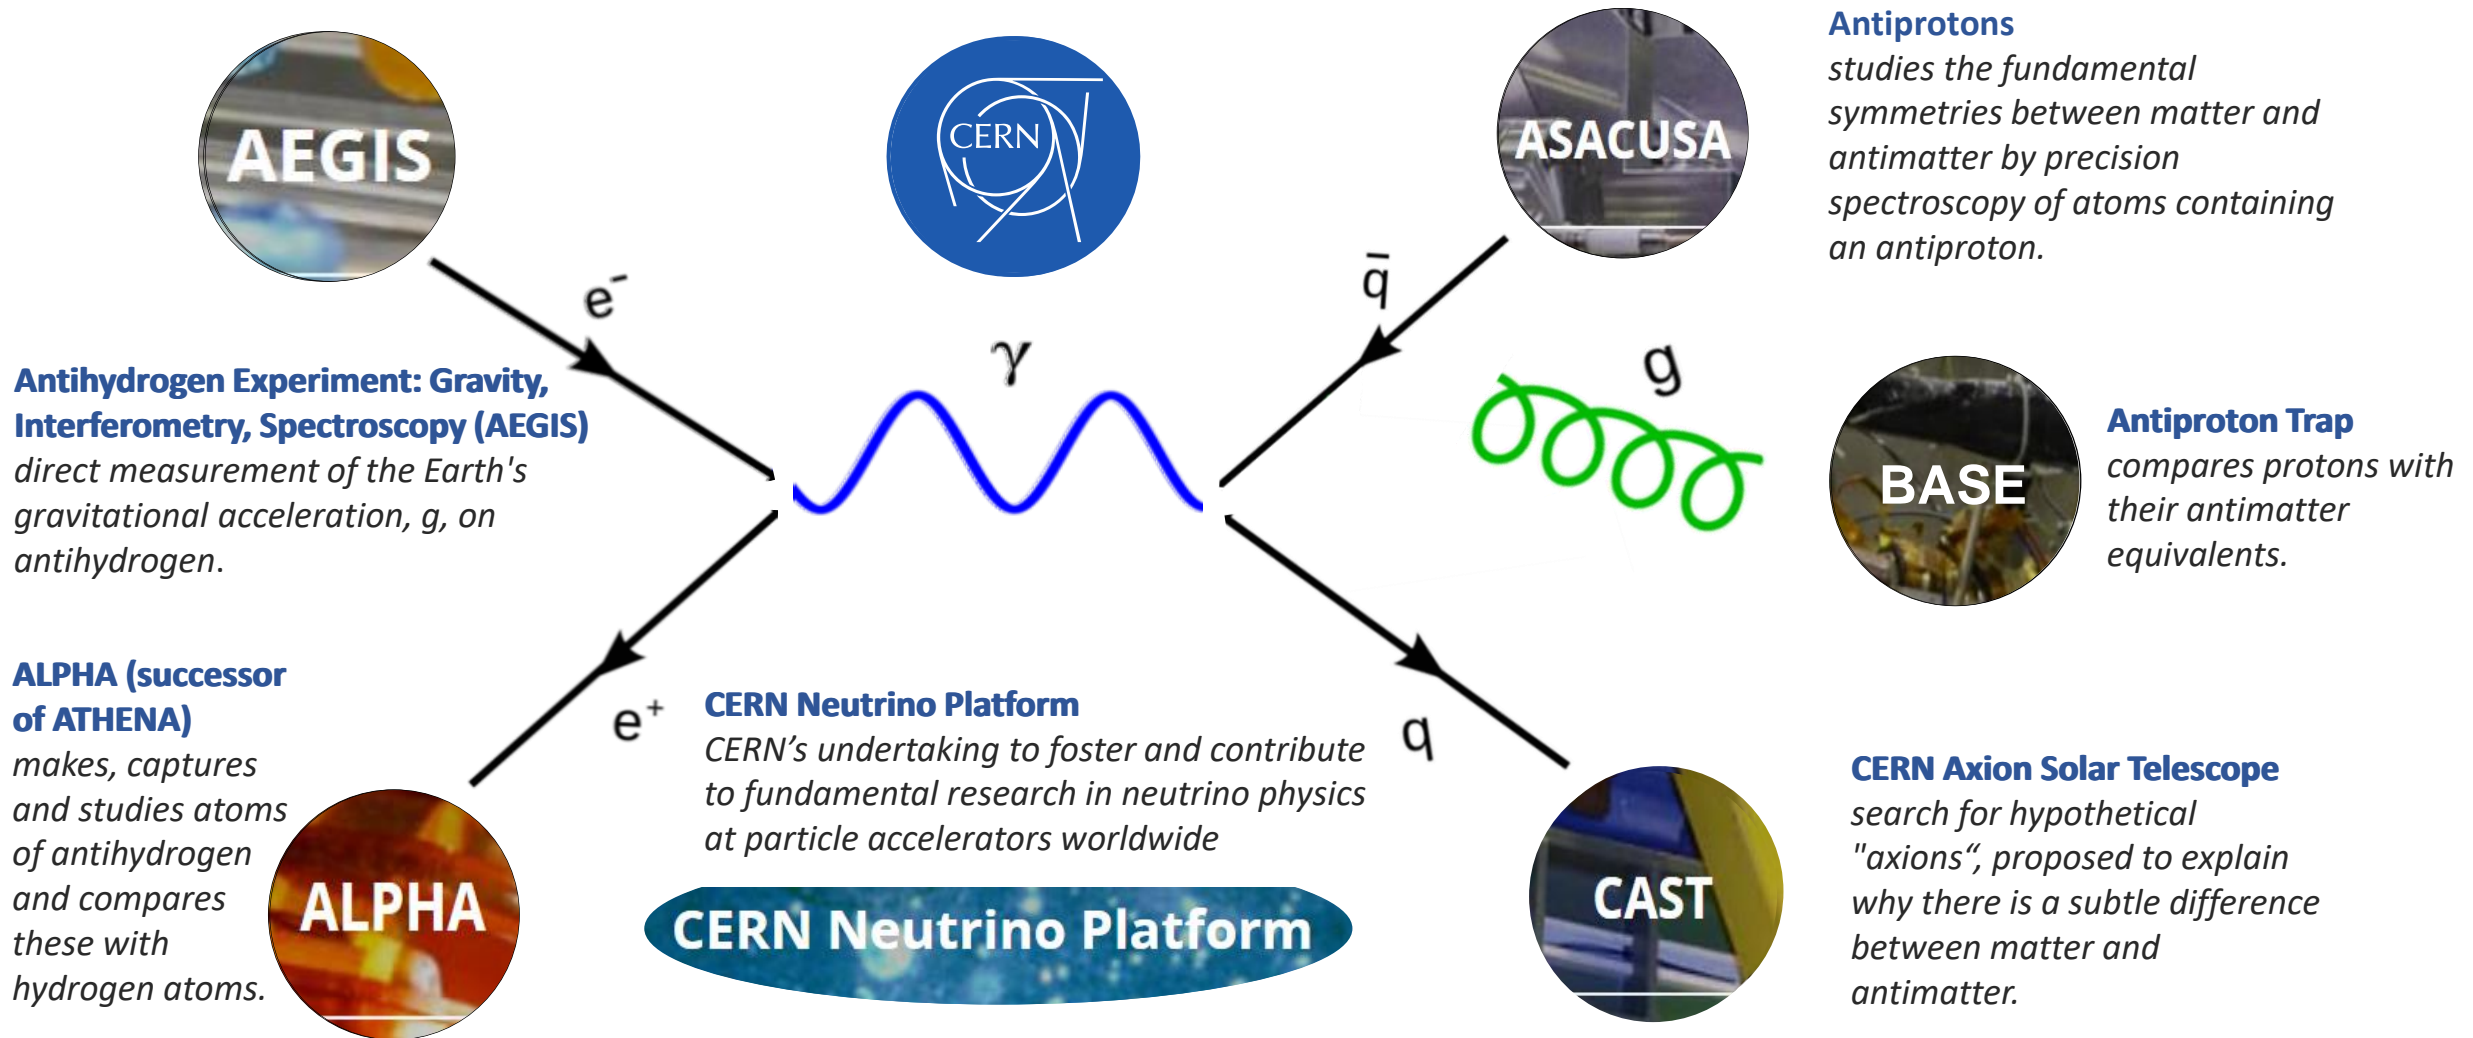 AEGIS
CERN
ASACUSA
Antiprotons
studies the fundamental
symmetries between matter and
antimatter by precision
spectroscopy of atoms containing
an antiproton.
e-
γ
q̄
g
Antihydrogen Experiment: Gravity,
Interferometry, Spectroscopy (AEGIS)
direct measurement of the Earth's
gravitational acceleration, g, on
antihydrogen.
BASE
Antiproton Trap
compares protons with
their antimatter
equivalents.
ALPHA (successor
of ATHENA)
makes, captures
and studies atoms
of antihydrogen
and compares
these with
hydrogen atoms.
ALPHA
e+
CERN Neutrino Platform
CERN’s undertaking to foster and contribute
to fundamental research in neutrino physics
at particle accelerators worldwide
CERN Neutrino Platform
q
CAST
CERN Axion Solar Telescope
search for hypothetical
"axions“, proposed to explain
why there is a subtle difference
between matter and
antimatter.